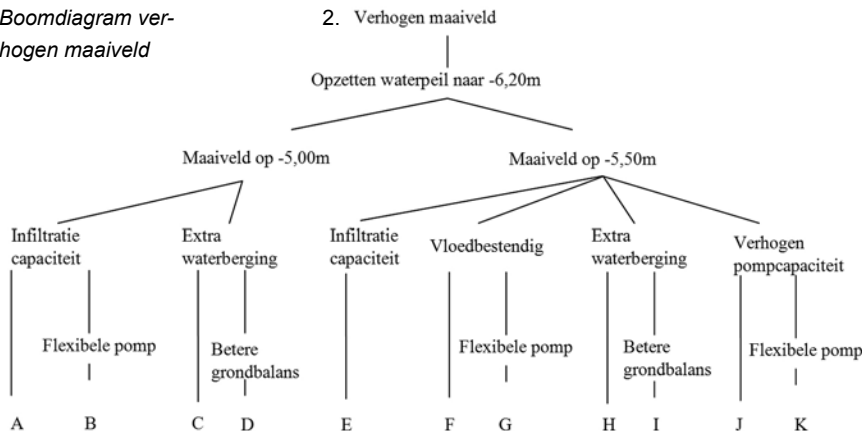 Boomdiagram ver-
hogen maaiveld
2. Verhogen maaiveld
Opzetten waterpeil naar -6,20m
Maaiveld op -5,00m
Maaiveld op -5,50m
Infiltratie
capaciteit
Extra
waterberging
Infiltratie
capaciteit
Vloedbestendig
Extra
waterberging
Verhogen
pompcapaciteit
Flexibele pomp
Betere
grondbalans
Flexibele pomp
Betere
grondbalans
Flexibele pomp
A B C D E F G H I J K